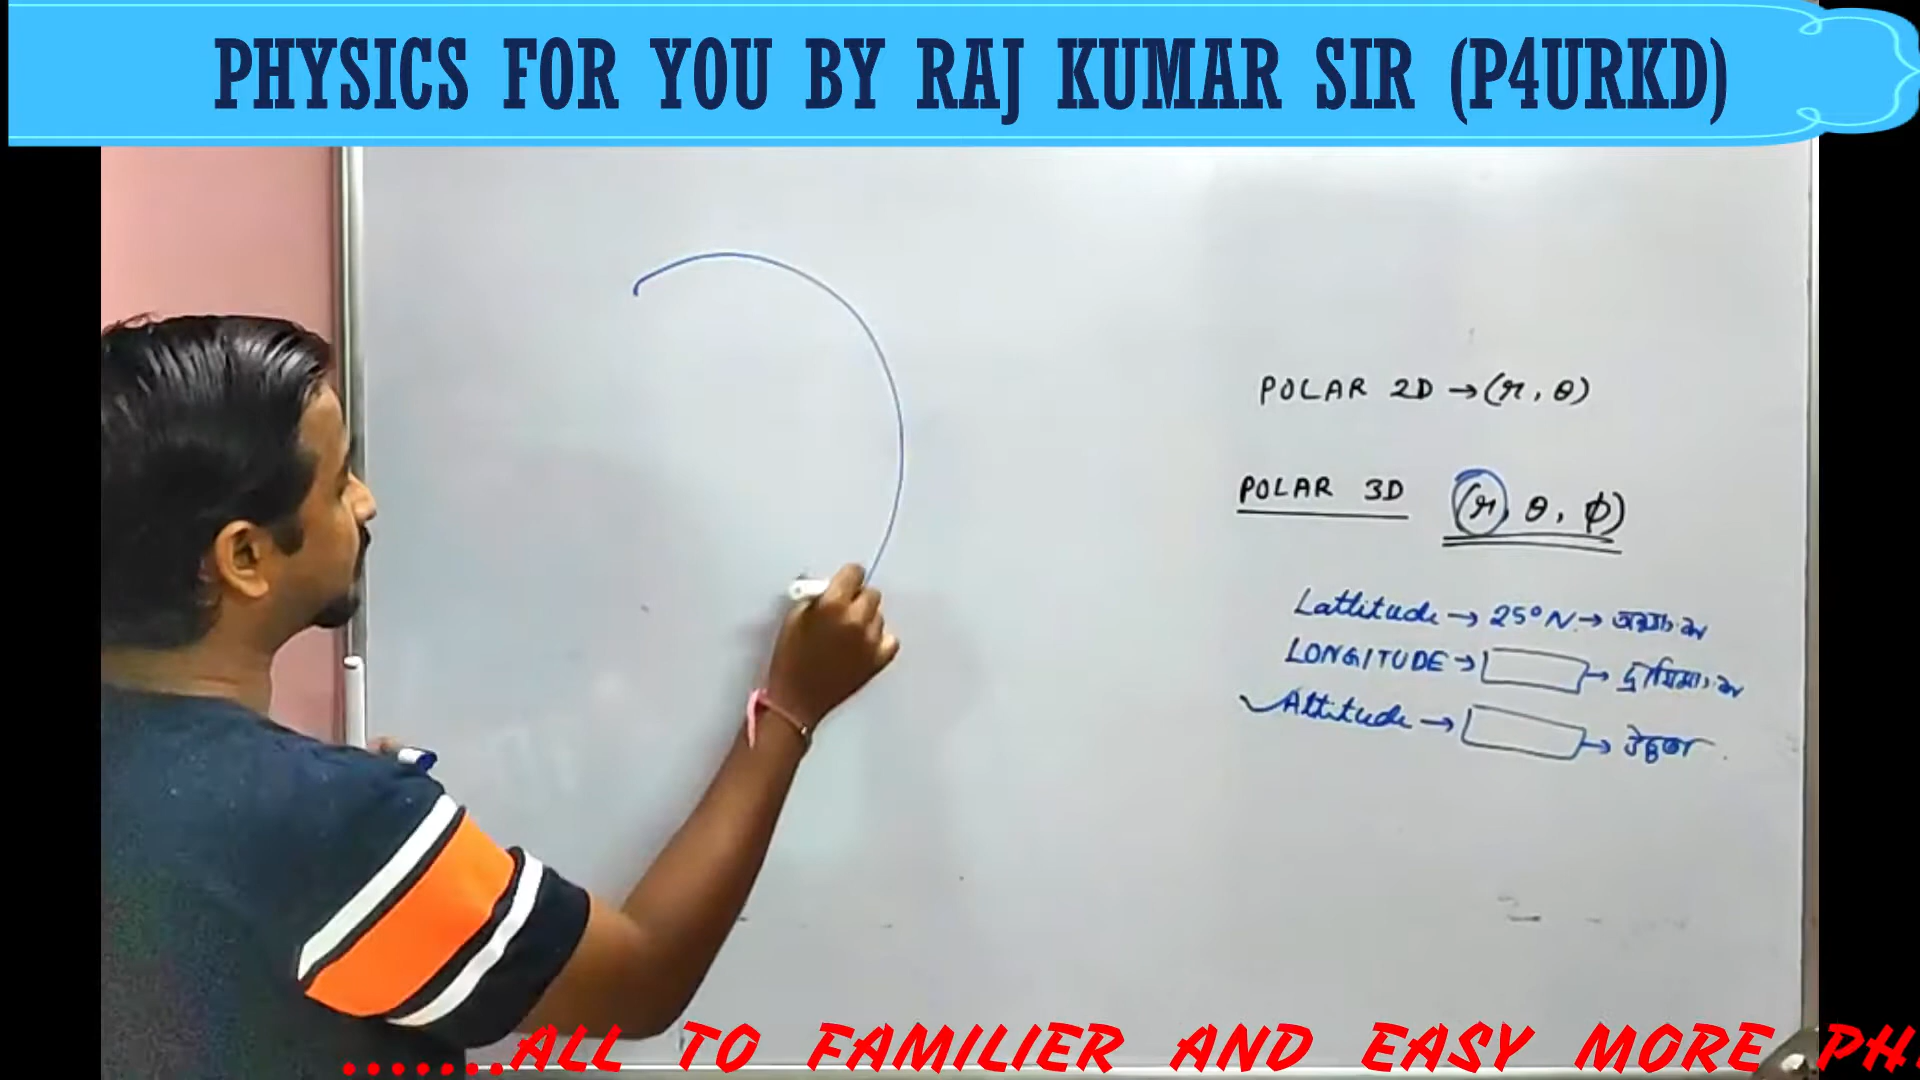 PHYSICS FOR YOU BY RAJ KUMAR SIR (P4URKD)
POLAR 2D → (r, θ)
POLAR 3D (r, θ, ϕ)
Lattitude → 25° N →
LONGITUDE →
Altitude →
.......ALL TO FAMILIER AND EASY MORE PH